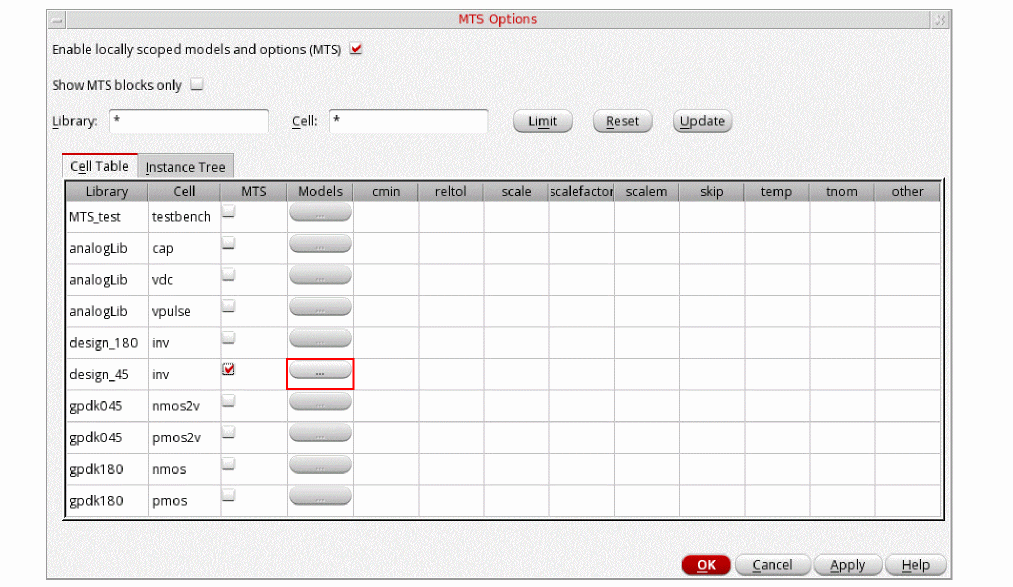 MTS Options
Enable locally scoped models and options (MTS)
Show MTS blocks only
Library: * Cell: * Limit Reset Update
Cell Table Instance Tree
Library Cell MTS Models cmin reltol scale scalefactor scalem skip temp tnom other
MTS_test testbench ...
analogLib cap ...
analogLib vdc ...
analogLib vpulse ...
design_180 inv ...
design_45 inv ...
gpdk045 nmos2v ...
gpdk045 pmos2v ...
gpdk180 nmos ...
gpdk180 pmos ...
OK Cancel Apply Help